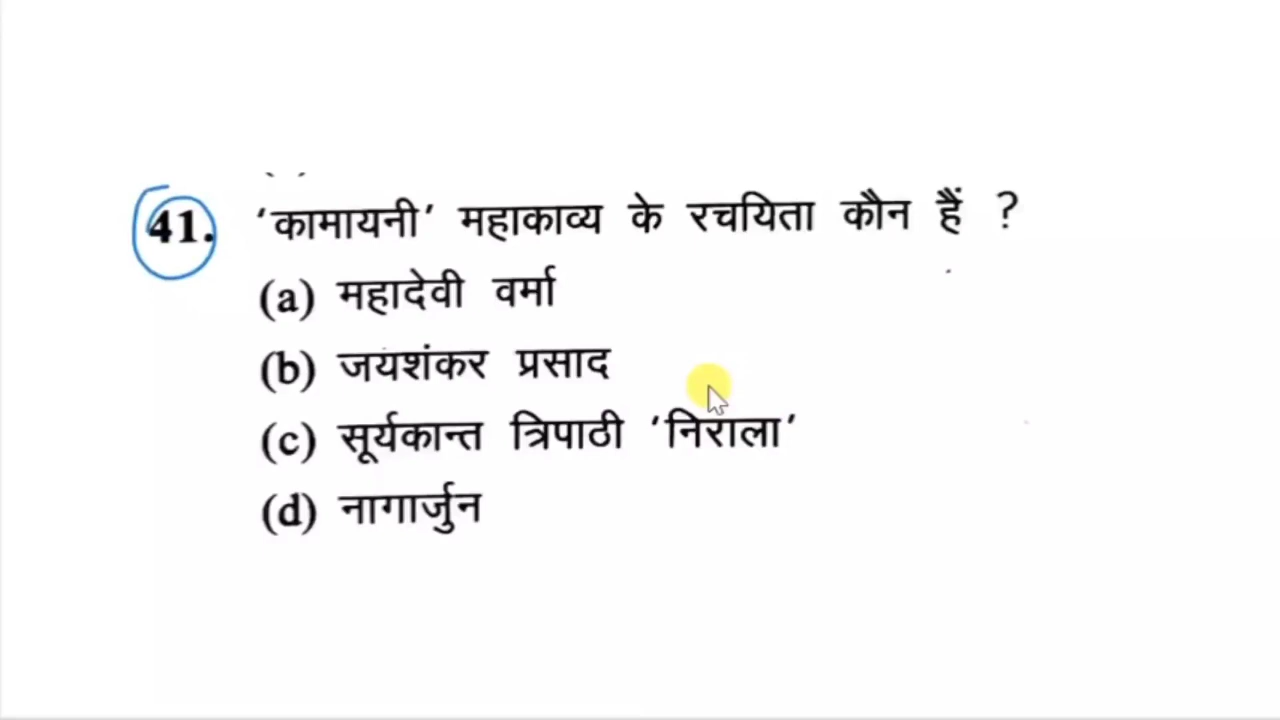 41. 'कामायनी' महाकाव्य के रचयिता कौन हैं ?
(a) महादेवी वर्मा
(b) जयशंकर प्रसाद
(c) सूर्यकान्त त्रिपाठी 'निराला'
(d) नागार्जुन